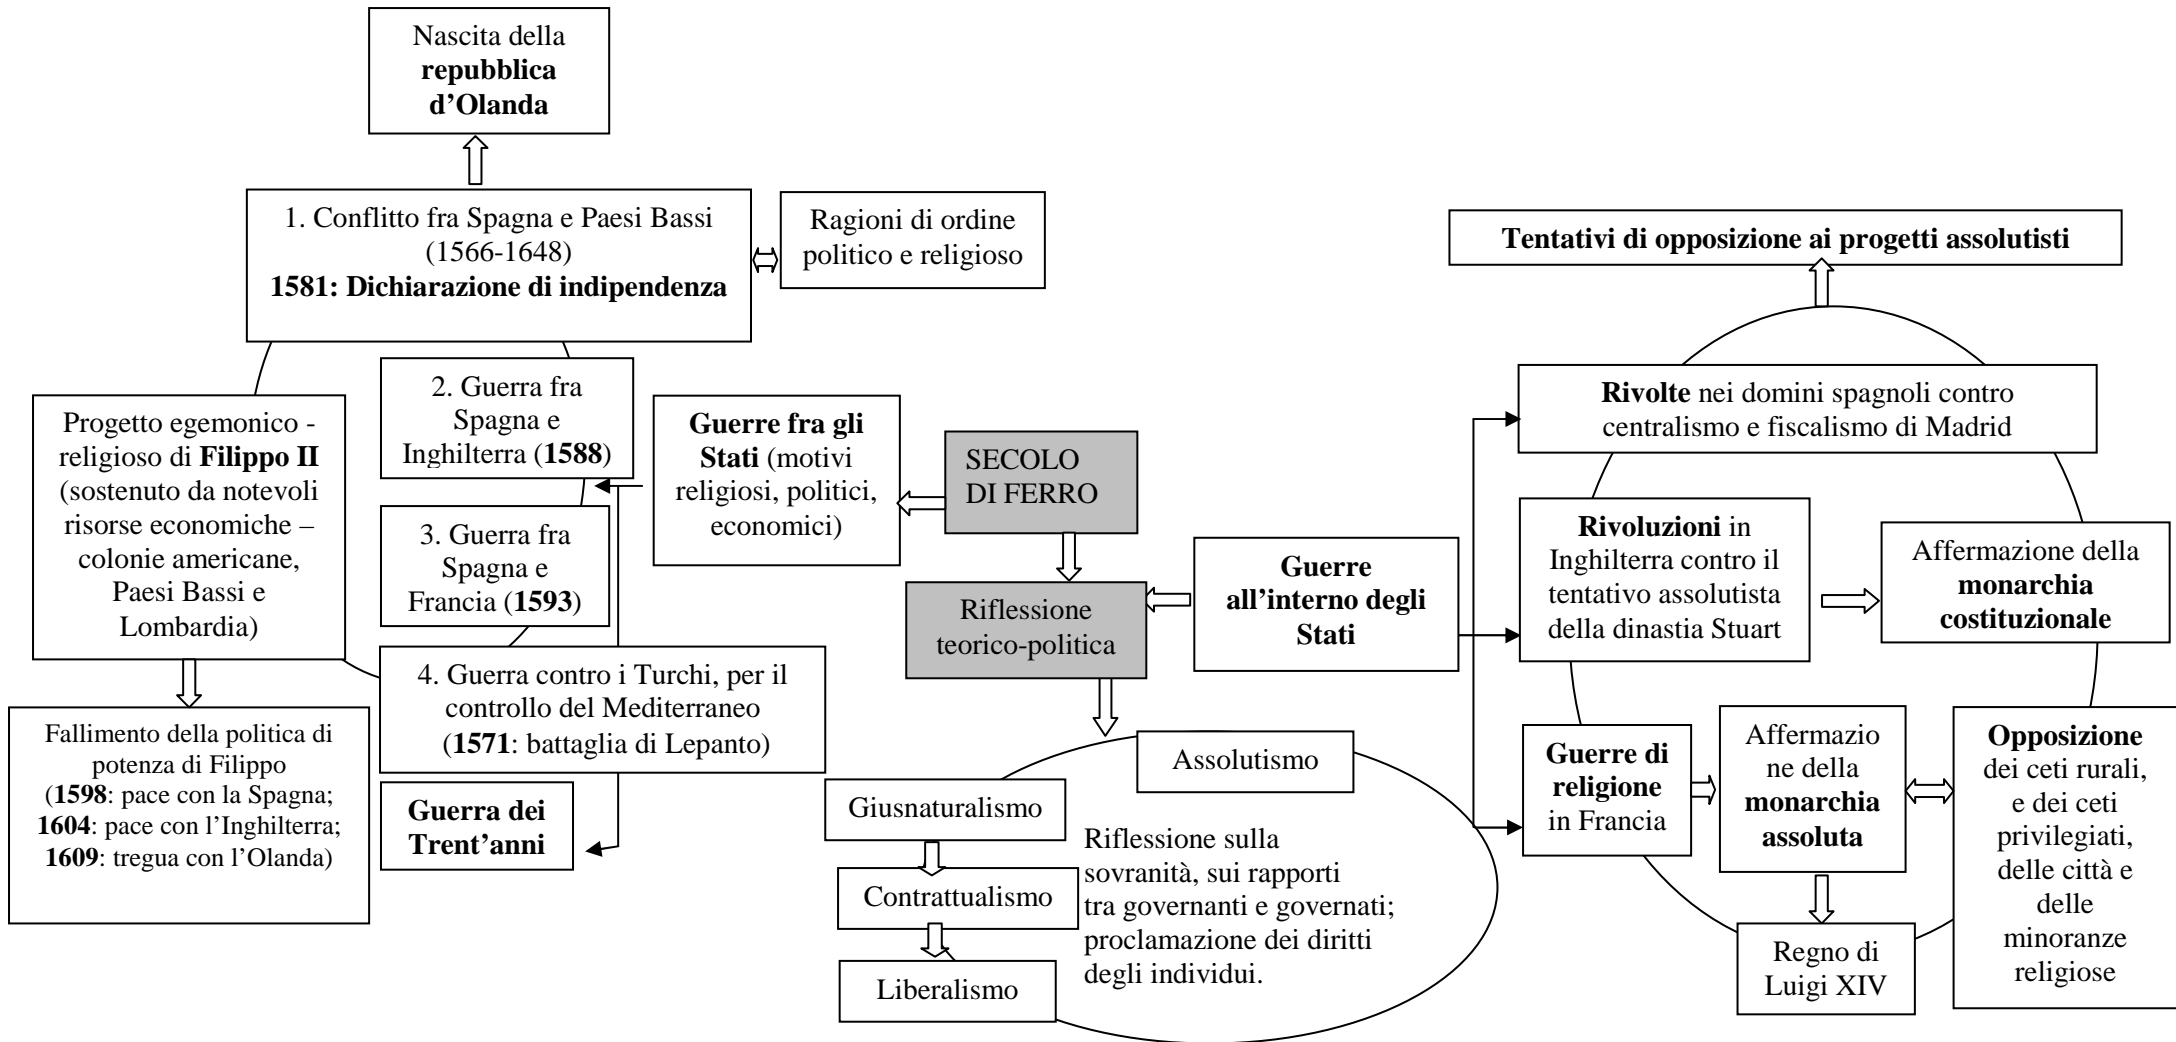 Nascita della
repubblica
d’Olanda
1. Conflitto fra Spagna e Paesi Bassi
(1566-1648)
1581: Dichiarazione di indipendenza
Ragioni di ordine
politico e religioso
Tentativi di opposizione ai progetti assolutisti
Progetto egemonico -
religioso di Filippo II
(sostenuto da notevoli
risorse economiche –
colonie americane,
Paesi Bassi e
Lombardia)
2. Guerra fra
Spagna e
Inghilterra (1588)
3. Guerra fra
Spagna e
Francia (1593)
4. Guerra contro i Turchi, per il
controllo del Mediterraneo
(1571: battaglia di Lepanto)
Fallimento della politica di
potenza di Filippo
(1598: pace con la Spagna;
1604: pace con l’Inghilterra;
1609: tregua con l’Olanda)
Guerra dei
Trent’anni
Guerre fra gli
Stati (motivi
religiosi, politici,
economici)
SECOLO
DI FERRO
Riflessione
teorico-politica
Guerre
all’interno degli
Stati
Assolutismo
Giusnaturalismo
Contrattualismo
Liberalismo
Riflessione sulla
sovranità, sui rapporti
tra governanti e governati;
proclamazione dei diritti
degli individui.
Rivolte nei domini spagnoli contro
centralismo e fiscalismo di Madrid
Rivoluzioni in
Inghilterra contro il
tentativo assolutista
della dinastia Stuart
Affermazione della
monarchia
costituzionale
Guerre di
religione
in Francia
Affermazio
ne della
monarchia
assoluta
Opposizione
dei ceti rurali,
e dei ceti
privilegiati,
delle città e
delle
minoranze
religiose
Regno di
Luigi XIV